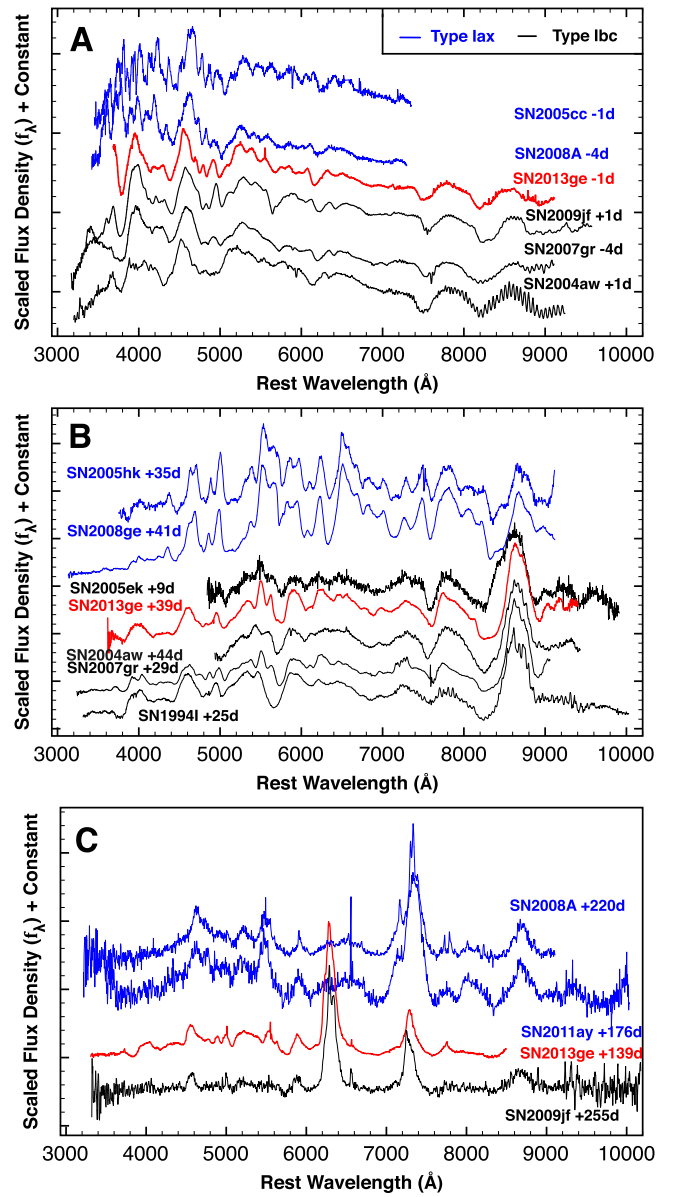 A
Type Iax
Type Ibc
SN2005cc -1d
SN2008A -4d
SN2013ge -1d
SN2009jf +1d
SN2007gr -4d
SN2004aw +1d
Scaled Flux Density (fλ) + Constant
3000 4000 5000 6000 7000 8000 9000 10000
Rest Wavelength (Å)
B
SN2005hk +35d
SN2008ge +41d
SN2005ek +9d
SN2013ge +39d
SN2004aw +44d
SN2007gr +29d
SN1994I +25d
Scaled Flux Density (fλ) + Constant
3000 4000 5000 6000 7000 8000 9000 10000
Rest Wavelength (Å)
C
SN2008A +220d
SN2011ay +176d
SN2013ge +139d
SN2009jf +255d
Scaled Flux Density (fλ) + Constant
3000 4000 5000 6000 7000 8000 9000 10000
Rest Wavelength (Å)